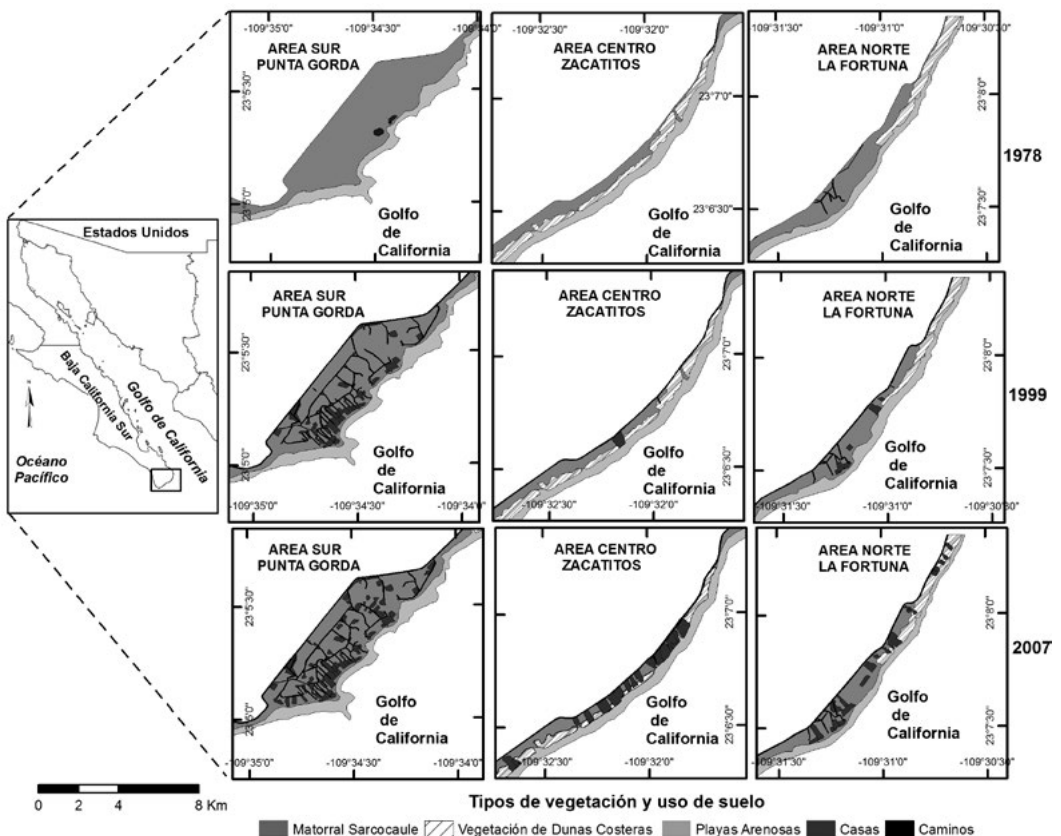 -109°35'0"
-109°34'30"
-109°34'0"
AREA SUR
PUNTA GORDA
23°5'30"
23°5'0"
Golfo
de
California
-109°32'30"
-109°32'0"
AREA CENTRO
ZACATITOS
23°7'0"
23°6'30"
Golfo
de
California
-109°31'30"
-109°31'0"
-109°30'30"
AREA NORTE
LA FORTUNA
23°8'0"
23°7'30"
Golfo
de
California
1978
Estados Unidos
Baja California Sur
Golfo de California
Océano
Pacífico
AREA SUR
PUNTA GORDA
23°5'30"
23°5'0"
Golfo
de
California
-109°35'0"
-109°34'30"
-109°34'0"
AREA CENTRO
ZACATITOS
23°7'0"
23°6'30"
Golfo
de
California
-109°32'30"
-109°32'0"
AREA NORTE
LA FORTUNA
23°8'0"
23°7'30"
Golfo
de
California
-109°31'30"
-109°31'0"
-109°30'30"
1999
AREA SUR
PUNTA GORDA
23°5'30"
23°5'0"
Golfo
de
California
-109°35'0"
-109°34'30"
-109°34'0"
AREA CENTRO
ZACATITOS
23°7'0"
23°6'30"
Golfo
de
California
-109°32'30"
-109°32'0"
AREA NORTE
LA FORTUNA
23°8'0"
23°7'30"
Golfo
de
California
-109°31'30"
-109°31'0"
-109°30'30"
2007
0 2 4 8 Km
Tipos de vegetación y uso de suelo
Matorral Sarcocaule Vegetación de Dunas Costeras Playas Arenosas Casas Caminos